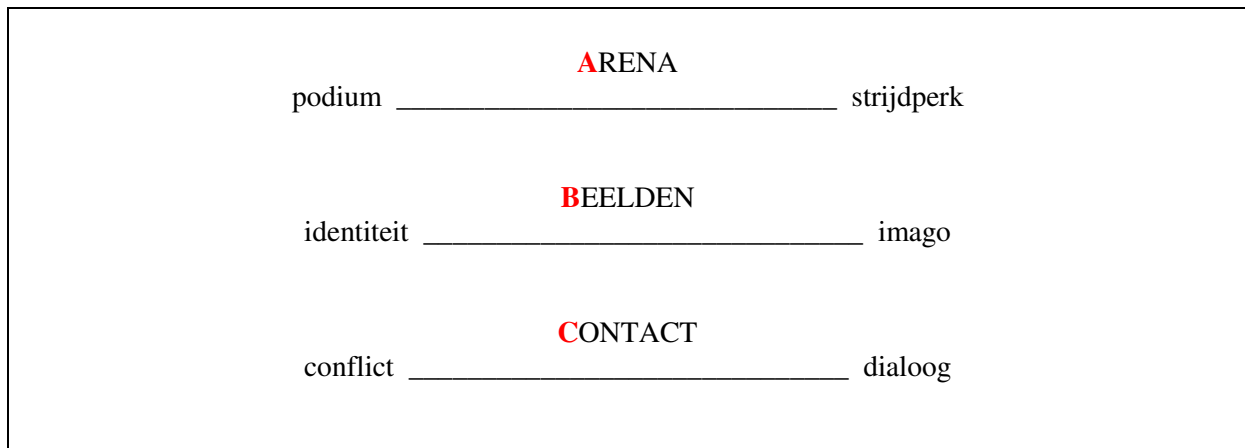 ARENA
podium ______________________________ strijdperk
BEELDEN
identiteit ______________________________ imago
CONTACT
conflict ______________________________ dialoog